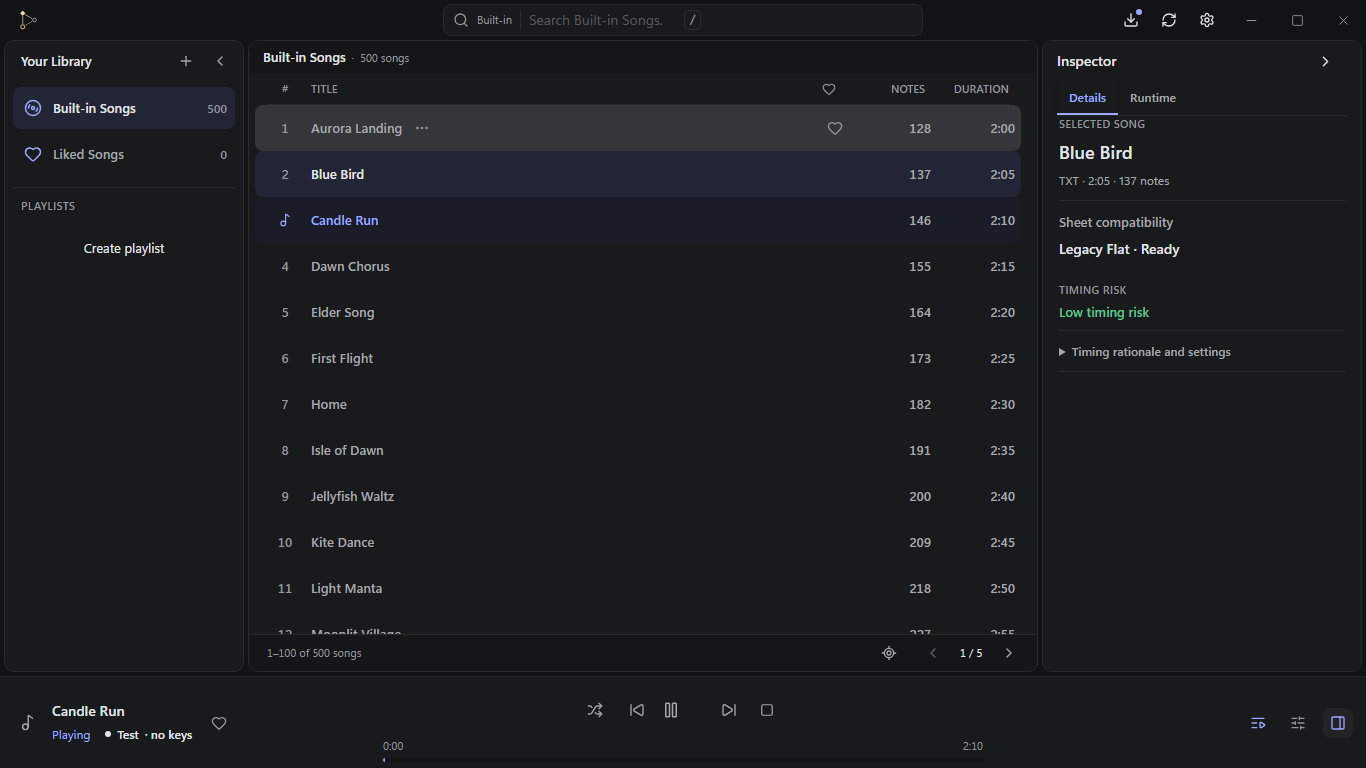 Built-in Search Built-in Songs. /
Your Library
Built-in Songs 500
Liked Songs 0
PLAYLISTS
Create playlist
Built-in Songs · 500 songs
# TITLE NOTES DURATION
1 Aurora Landing ··· 128 2:00
2 Blue Bird 137 2:05
Candle Run 146 2:10
4 Dawn Chorus 155 2:15
5 Elder Song 164 2:20
6 First Flight 173 2:25
7 Home 182 2:30
8 Isle of Dawn 191 2:35
9 Jellyfish Waltz 200 2:40
10 Kite Dance 209 2:45
11 Light Manta 218 2:50
12 Moonlit Village 227 2:55
1–100 of 500 songs 1 / 5
Inspector
Details Runtime
SELECTED SONG
Blue Bird
TXT · 2:05 · 137 notes
Sheet compatibility
Legacy Flat · Ready
TIMING RISK
Low timing risk
Timing rationale and settings
Candle Run
Playing Test · no keys
0:00 2:10